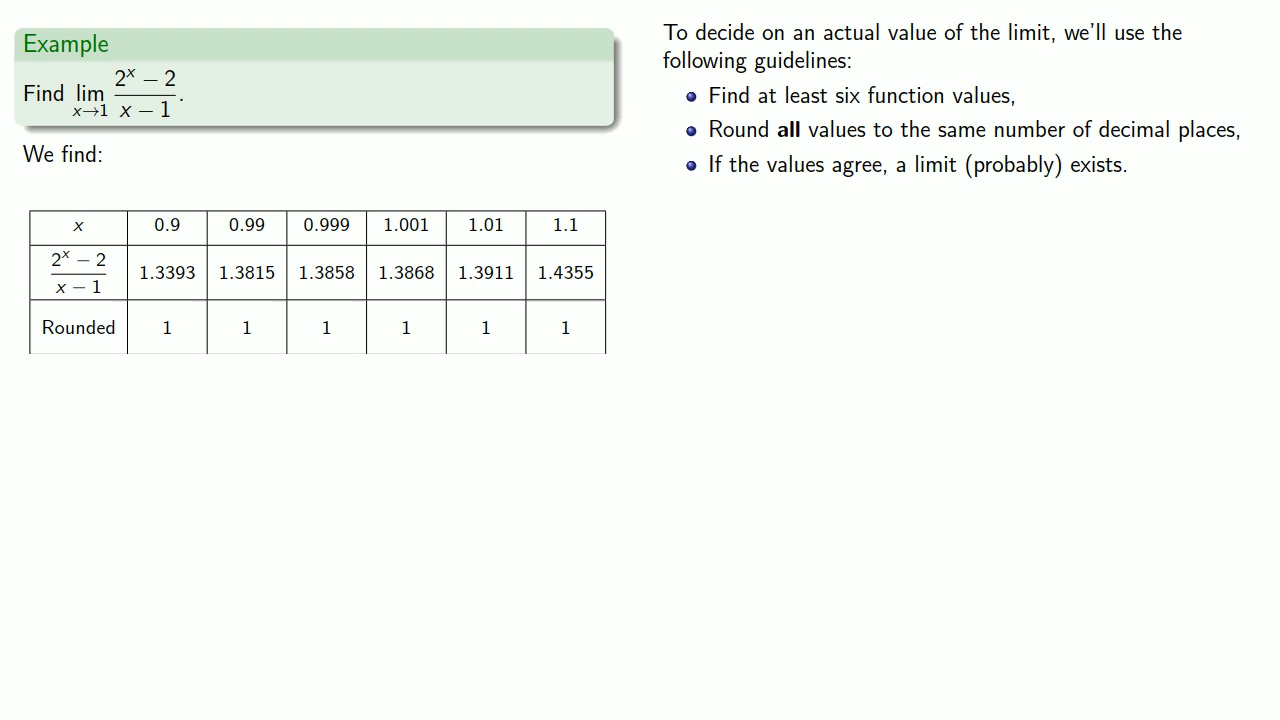 Example
Find lim x→1 (2^x − 2)/(x − 1).
We find:
x 0.9 0.99 0.999 1.001 1.01 1.1
(2^x − 2)/(x − 1) 1.3393 1.3815 1.3858 1.3868 1.3911 1.4355
Rounded 1 1 1 1 1 1
To decide on an actual value of the limit, we'll use the
following guidelines:
Find at least six function values,
Round all values to the same number of decimal places,
If the values agree, a limit (probably) exists.